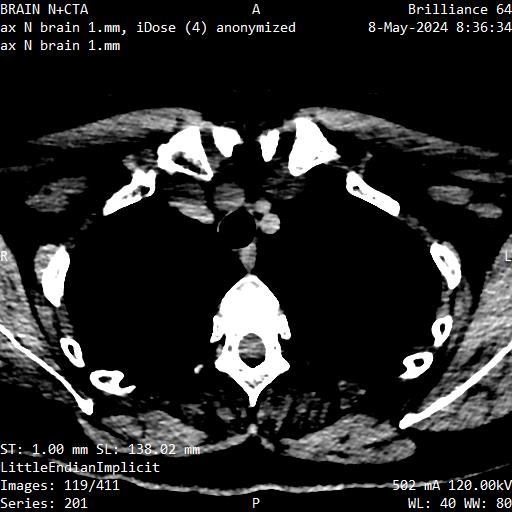 BRAIN N+CTA
A
Brilliance 64
ax N brain 1.mm, iDose (4) anonymized
8-May-2024 8:36:34
ax N brain 1.mm
R
L
ST: 1.00 mm SL: 138.02 mm
LittleEndianImplicit
Images: 119/411
502 mA 120.00kV
Series: 201
P
WL: 40 WW: 80